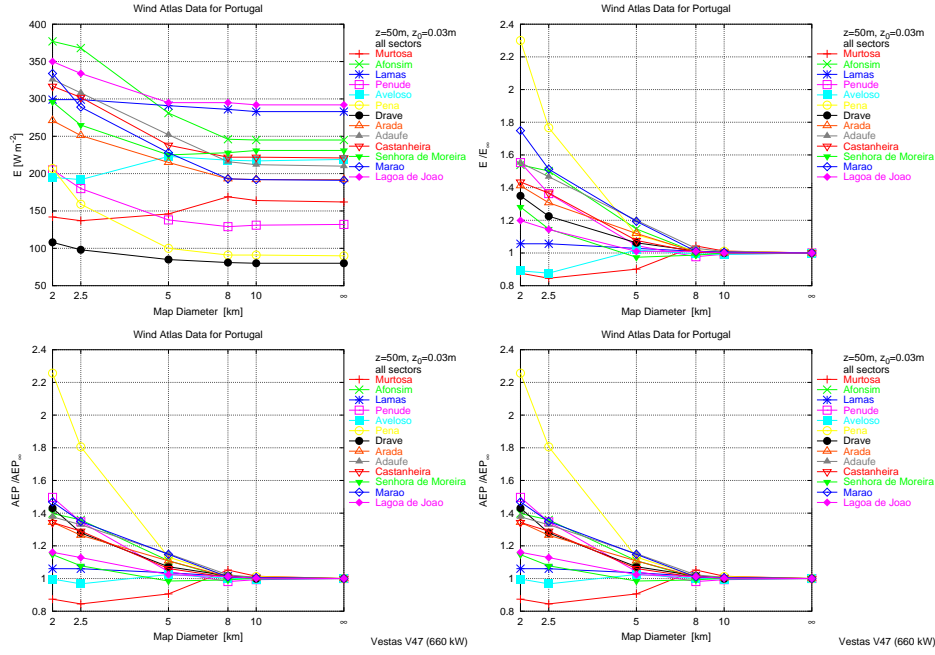 Wind Atlas Data for Portugal
400
350
300
250
200
150
100
50
E [W m-2]
2
2.5
5
8
10
∞
Map Diameter [km]
z=50m, z0=0.03m
all sectors
Murtosa
Afonsim
Lamas
Penude
Aveloso
Pena
Drave
Arada
Adaufe
Castanheira
Senhora de Moreira
Marao
Lagoa de Joao
Wind Atlas Data for Portugal
2.4
2.2
2
1.8
1.6
1.4
1.2
1
0.8
E /E∞
2
2.5
5
8
10
∞
Map Diameter [km]
z=50m, z0=0.03m
all sectors
Murtosa
Afonsim
Lamas
Penude
Aveloso
Pena
Drave
Arada
Adaufe
Castanheira
Senhora de Moreira
Marao
Lagoa de Joao
Wind Atlas Data for Portugal
2.4
2.2
2
1.8
1.6
1.4
1.2
1
0.8
AEP /AEP∞
2
2.5
5
8
10
∞
Map Diameter [km]
z=50m, z0=0.03m
all sectors
Murtosa
Afonsim
Lamas
Penude
Aveloso
Pena
Drave
Arada
Adaufe
Castanheira
Senhora de Moreira
Marao
Lagoa de Joao
Vestas V47 (660 kW)
Wind Atlas Data for Portugal
2.4
2.2
2
1.8
1.6
1.4
1.2
1
0.8
AEP /AEP∞
2
2.5
5
8
10
∞
Map Diameter [km]
z=50m, z0=0.03m
all sectors
Murtosa
Afonsim
Lamas
Penude
Aveloso
Pena
Drave
Arada
Adaufe
Castanheira
Senhora de Moreira
Marao
Lagoa de Joao
Vestas V47 (660 kW)